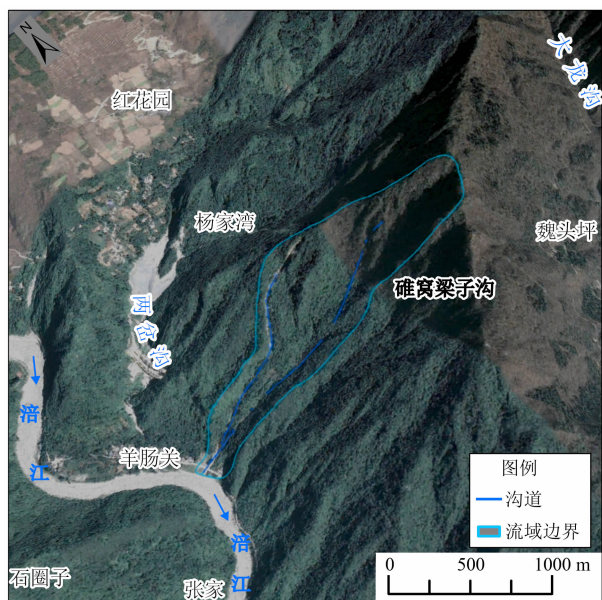 N
大龙沟
红花园
杨家湾
魏头坪
碓窝梁子沟
两岔沟
涪江
羊肠关
涪江
石圈子
张家
图例
沟道
流域边界
0 500 1000 m